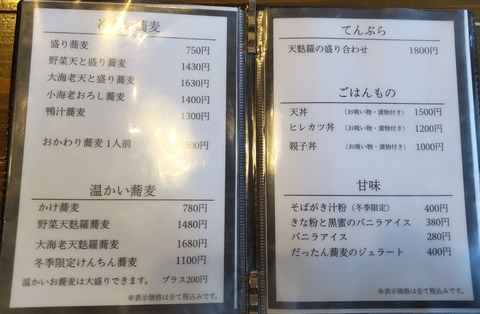 冷たい蕎麦
盛り蕎麦 750円
野菜天と盛り蕎麦 1430円
大海老天と盛り蕎麦 1630円
小海老おろし蕎麦 1400円
鴨汁蕎麦 1300円
おかわり蕎麦 1人前 500円
温かい蕎麦
かけ蕎麦 780円
野菜天麩羅蕎麦 1480円
大海老天麩羅蕎麦 1680円
冬季限定けんちん蕎麦 1100円
温かいお蕎麦は大盛りできます。 プラス200円
※表示価格は全て税込みです。
てんぷら
天麩羅の盛り合わせ 1800円
ごはんもの
天丼 (お吸い物・漬物付き) 1500円
ヒレカツ丼 (お吸い物・漬物付き) 1200円
親子丼 (お吸い物・漬物付き) 1000円
甘味
そばがき汁粉 (冬季限定) 400円
きな粉と黒蜜のバニラアイス 380円
バニラアイス 280円
だったん蕎麦のジェラート 400円
※表示価格は全て税込みです。